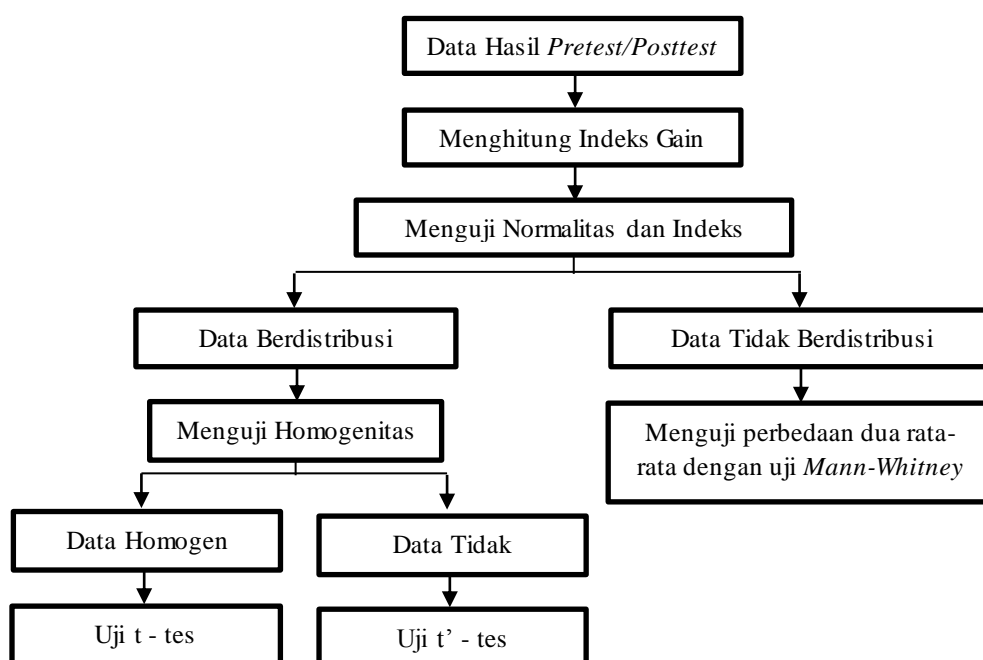 Data Hasil Pretest/Posttest
Menghitung Indeks Gain
Menguji Normalitas dan Indeks
Data Berdistribusi
Data Tidak Berdistribusi
Menguji Homogenitas
Menguji perbedaan dua rata-
rata dengan uji Mann-Whitney
Data Homogen
Data Tidak
Uji t - tes
Uji t’ - tes